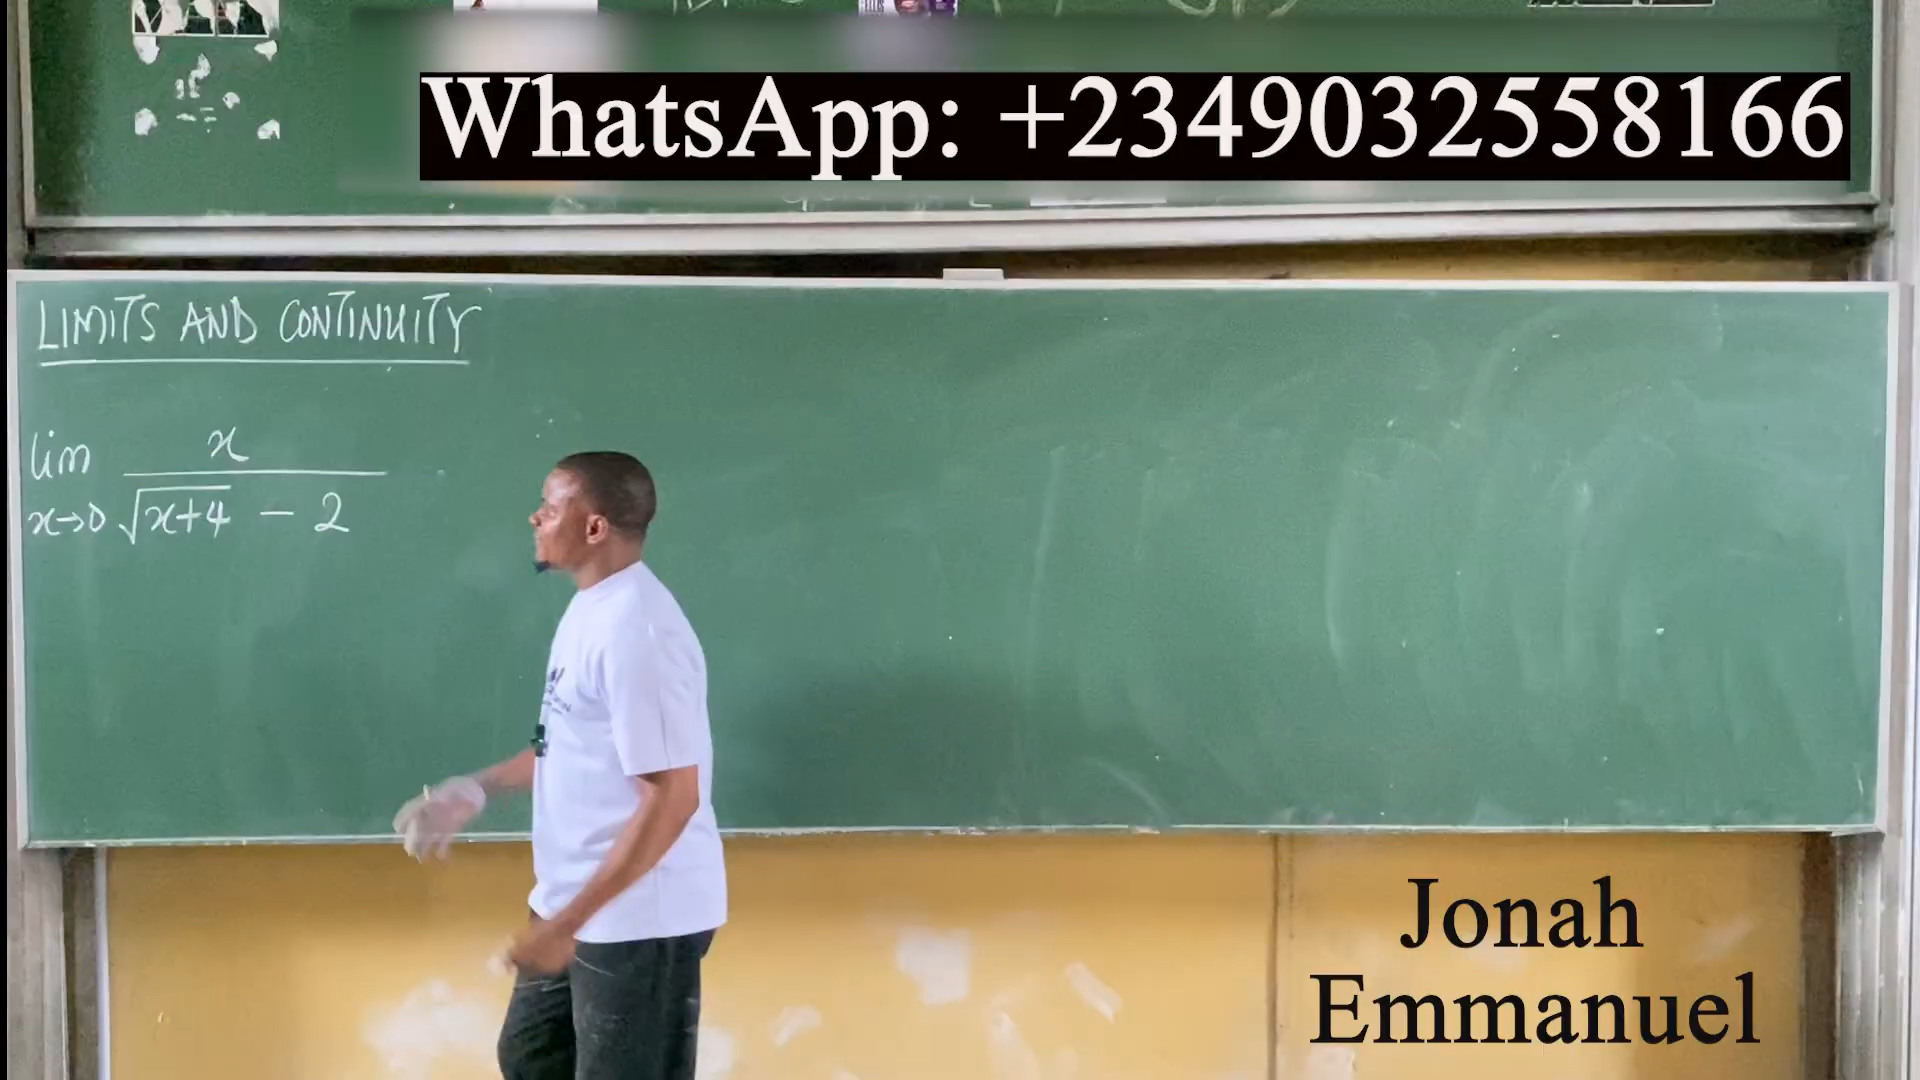 WhatsApp: +2349032558166
LIMITS AND CONTINUITY
lim x
x→0 √x+4 - 2
Jonah
Emmanuel